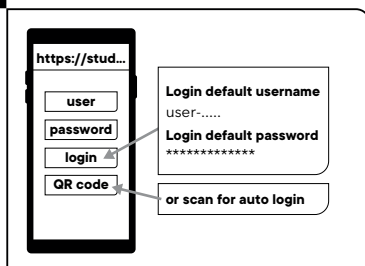 https://stud...
user
password
login
QR code
Login default username
user-.....
Login default password
*************
or scan for auto login